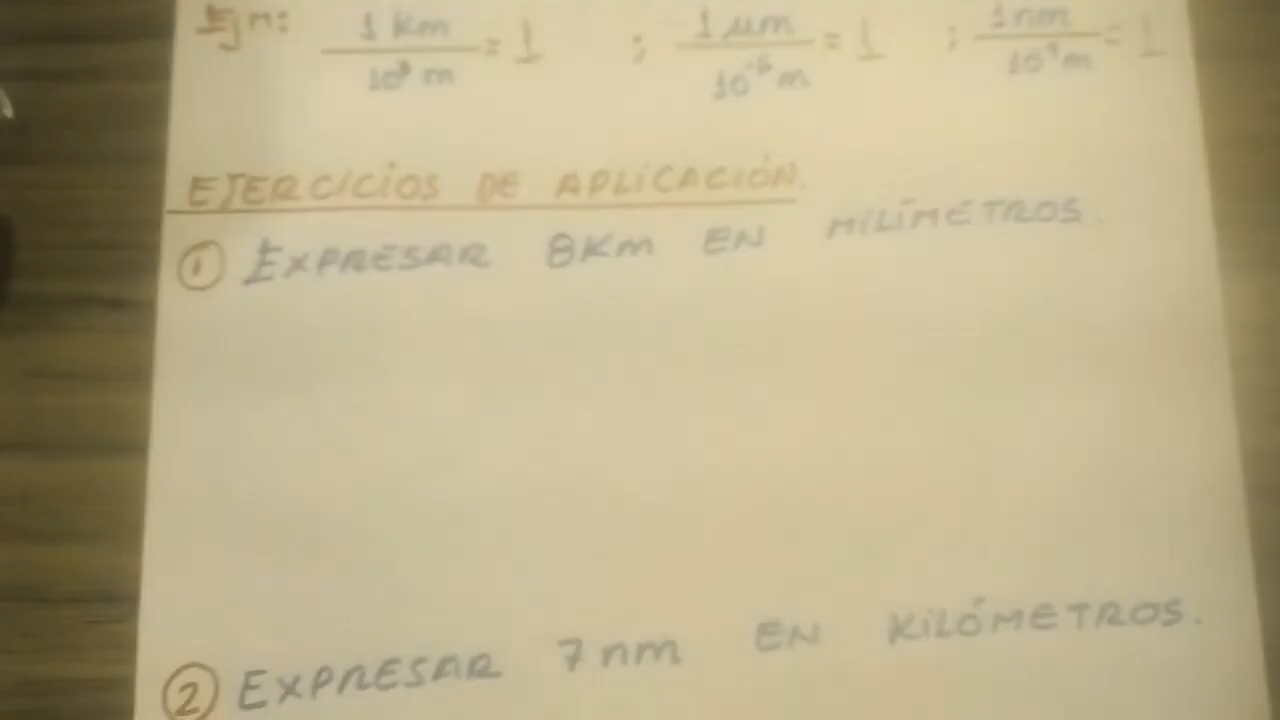 Ejm: 1 Km / 10³ m = 1 ; 1 μm / 10⁻⁶ m = 1 ; 1 nm / 10⁻⁹ m = 1
EJERCICIOS DE APLICACIÓN.
① EXPRESAR 8Km EN MILÍMETROS.
② EXPRESAR 7nm EN KILÓMETROS.